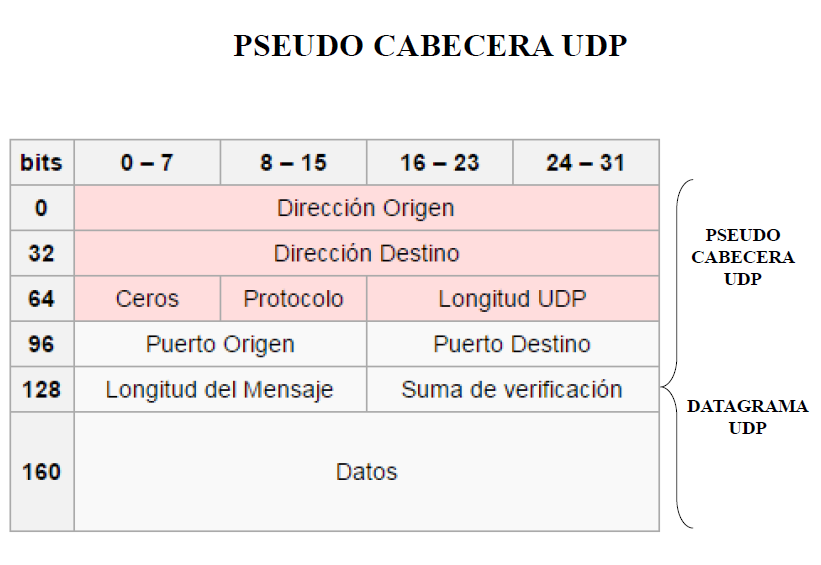 PSEUDO CABECERA UDP
bits 0 – 7 8 – 15 16 – 23 24 – 31
0 Dirección Origen
32 Dirección Destino
64 Ceros Protocolo Longitud UDP
96 Puerto Origen Puerto Destino
128 Longitud del Mensaje Suma de verificación
160 Datos
PSEUDO
CABECERA
UDP
DATAGRAMA
UDP